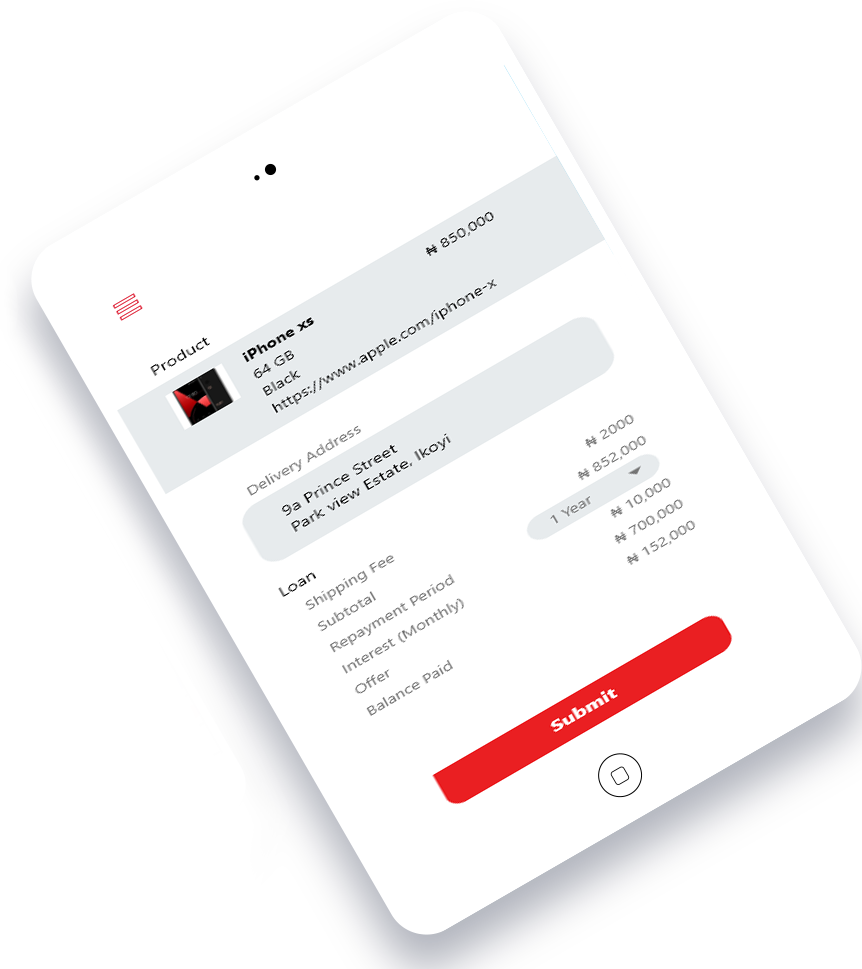 Product
iPhone xs ₦ 850,000
64 GB
Black
https://www.apple.com/iphone-x
Delivery Address
9a Prince Street
Park view Estate, Ikoyi
Loan
Shipping Fee ₦ 2000
Subtotal ₦ 852,000
Repayment Period 1 Year
Interest (Monthly) ₦ 10,000
Offer ₦ 700,000
Balance Paid ₦ 152,000
Submit